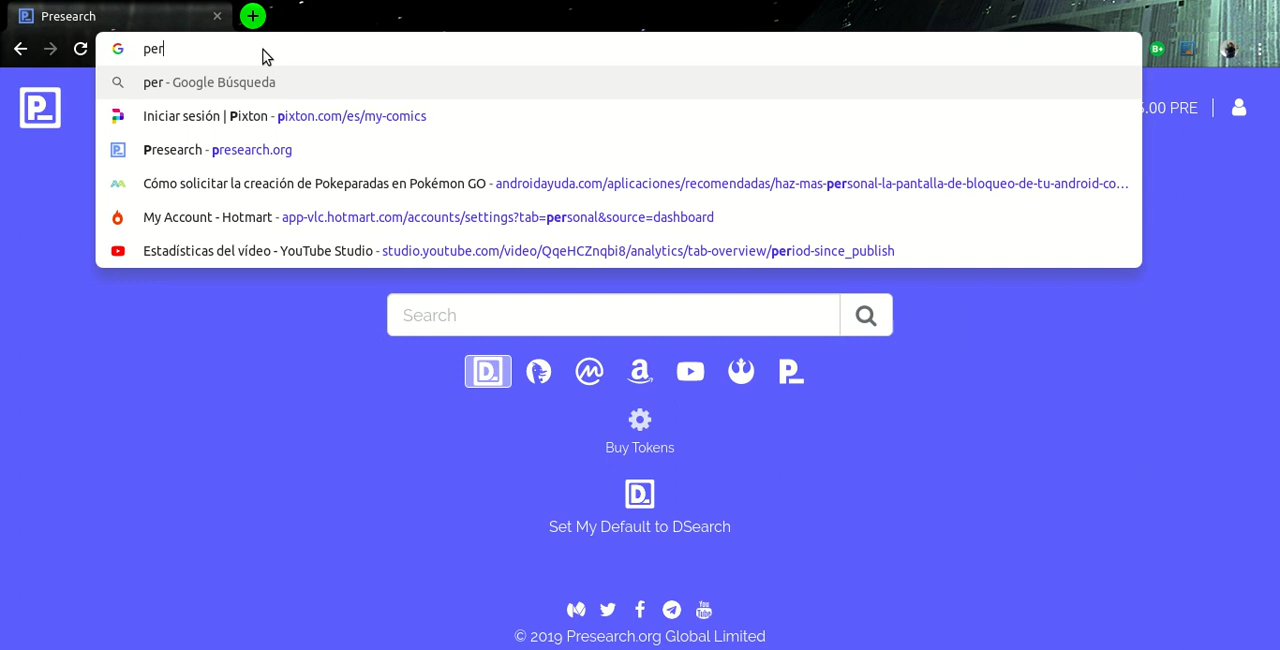 Presearch
per
per - Google Búsqueda
Iniciar sesión | Pixton - pixton.com/es/my-comics
Presearch - presearch.org
Cómo solicitar la creación de Pokeparadas en Pokémon GO - androidayuda.com/aplicaciones/recomendadas/haz-mas-personal-la-pantalla-de-bloqueo-de-tu-android-co…
My Account - Hotmart - app-vlc.hotmart.com/accounts/settings?tab=personal&source=dashboard
Estadísticas del vídeo - YouTube Studio - studio.youtube.com/video/QqeHCZnqbi8/analytics/tab-overview/period-since_publish
5.00 PRE
Search
Buy Tokens
Set My Default to DSearch
© 2019 Presearch.org Global Limited